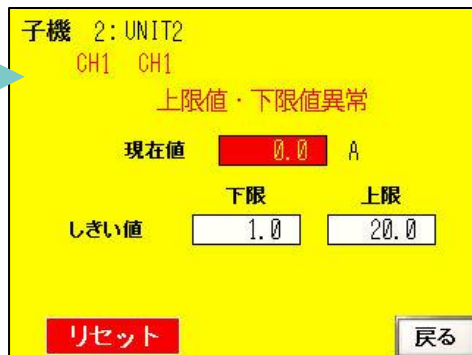 子機 2:UNIT2
CH1 CH1
上限値・下限値異常
現在値 0.0 A
下限 上限
しきい値 1.0 20.0
リセット 戻る